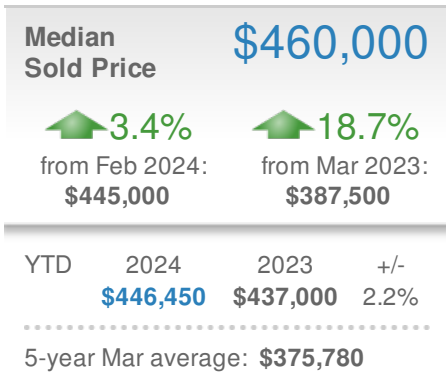 Median
Sold Price
$460,000
3.4%
18.7%
from Feb 2024:
from Mar 2023:
$445,000
$387,500
YTD 2024 2023 +/-
$446,450 $437,000 2.2%
5-year Mar average: $375,780